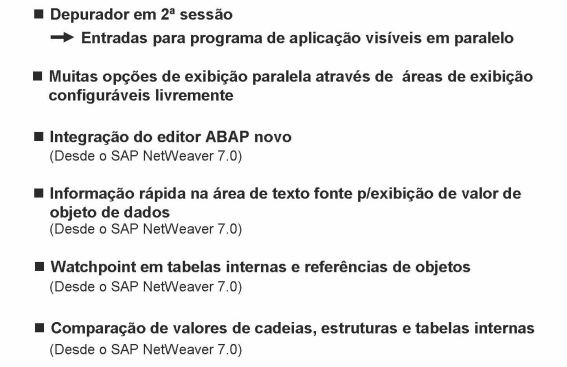 ■ Depurador em 2ª sessão
→ Entradas para programa de aplicação visíveis em paralelo
■ Muitas opções de exibição paralela através de áreas de exibição
configuráveis livremente
■ Integração do editor ABAP novo
(Desde o SAP NetWeaver 7.0)
■ Informação rápida na área de texto fonte p/exibição de valor de
objeto de dados
(Desde o SAP NetWeaver 7.0)
■ Watchpoint em tabelas internas e referências de objetos
(Desde o SAP NetWeaver 7.0)
■ Comparação de valores de cadeias, estruturas e tabelas internas
(Desde o SAP NetWeaver 7.0)